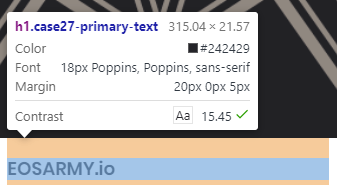 h1.case27-primary-text 315.04 × 21.57
Color #242429
Font 18px Poppins, Poppins, sans-serif
Margin 20px 0px 5px
Contrast Aa 15.45 ✓
EOSARMY.io